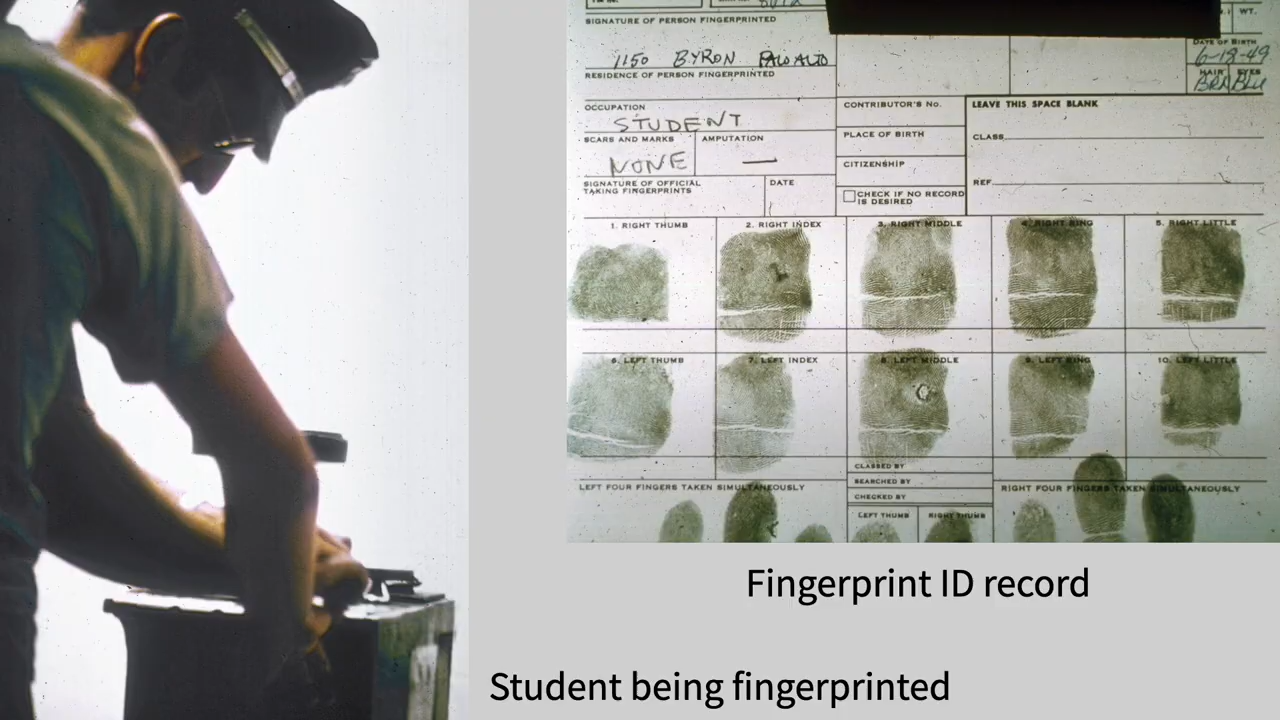 SIGNATURE OF PERSON FINGERPRINTED
WT.
DATE OF BIRTH
1150 BYRON PALO ALTO
6-18-49
RESIDENCE OF PERSON FINGERPRINTED
HAIR EYES
BRN BLU
OCCUPATION
CONTRIBUTOR'S No.
LEAVE THIS SPACE BLANK
STUDENT
SCARS AND MARKS
AMPUTATION
PLACE OF BIRTH
CLASS
NONE
—
CITIZENSHIP
SIGNATURE OF OFFICIAL
TAKING FINGERPRINTS
DATE
REF.
CHECK IF NO RECORD
IS DESIRED
1. RIGHT THUMB
2. RIGHT INDEX
3. RIGHT MIDDLE
4. RIGHT RING
5. RIGHT LITTLE
6. LEFT THUMB
7. LEFT INDEX
8. LEFT MIDDLE
9. LEFT RING
10. LEFT LITTLE
CLASSED BY
SEARCHED BY
CHECKED BY
LEFT FOUR FINGERS TAKEN SIMULTANEOUSLY
RIGHT FOUR FINGERS TAKEN SIMULTANEOUSLY
LEFT THUMB
RIGHT THUMB
Fingerprint ID record
Student being fingerprinted